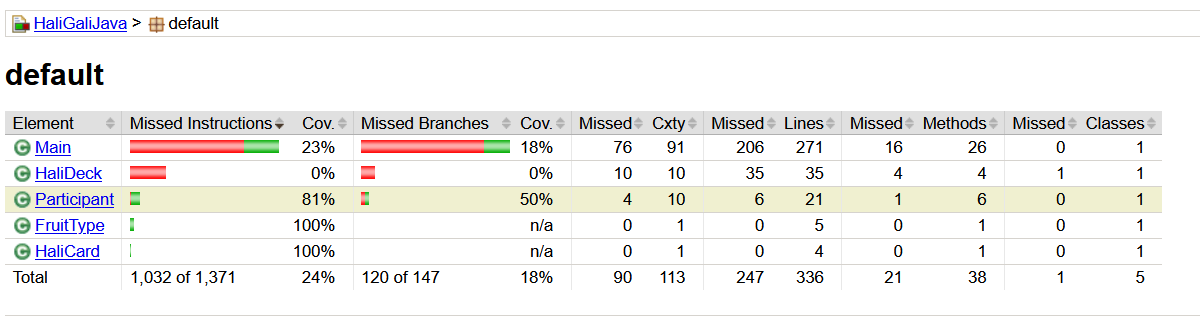 HaliGaliJava > default
default
Element Missed Instructions Cov. Missed Branches Cov. Missed Cxty Missed Lines Missed Methods Missed Classes
C Main 23% 18% 76 91 206 271 16 26 0 1
C HaliDeck 0% 0% 10 10 35 35 4 4 1 1
C Participant 81% 50% 4 10 6 21 1 6 0 1
C FruitType 100% n/a 0 1 0 5 0 1 0 1
C HaliCard 100% n/a 0 1 0 4 0 1 0 1
Total 1,032 of 1,371 24% 120 of 147 18% 90 113 247 336 21 38 1 5